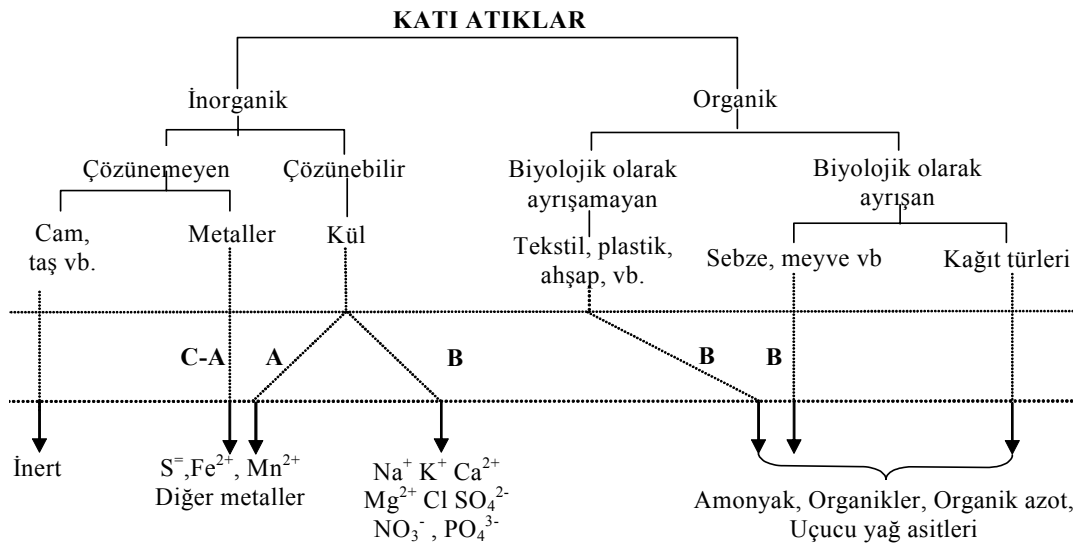 KATI ATIKLAR
İnorganik
Organik
Çözünemeyen
Çözünebilir
Biyolojik olarak
ayrışamayan
Biyolojik olarak
ayrışan
Cam,
taş vb.
Metaller
Kül
Tekstil, plastik,
ahşap, vb.
Sebze, meyve vb
Kağıt türleri
C-A
A
B
B
B
İnert
S⁼,Fe²⁺, Mn²⁺
Diğer metaller
Na⁺ K⁺ Ca²⁺
Mg²⁺ Cl SO₄²⁻
NO₃⁻ , PO₄³⁻
Amonyak, Organikler, Organik azot,
Uçucu yağ asitleri